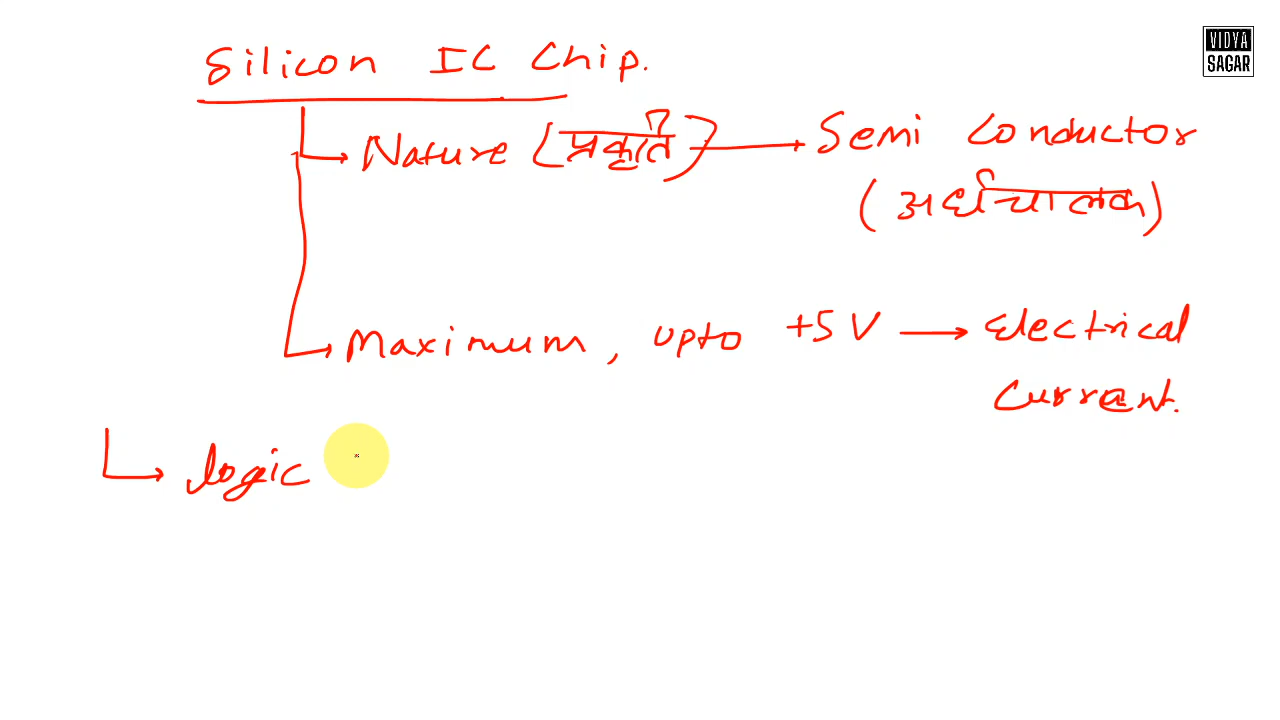 VIDYA
SAGAR
Silicon IC Chip.
Nature (प्रकृति) → Semi Conductor
(अर्धचालक)
Maximum, upto +5V → Electrical
Current.
logic